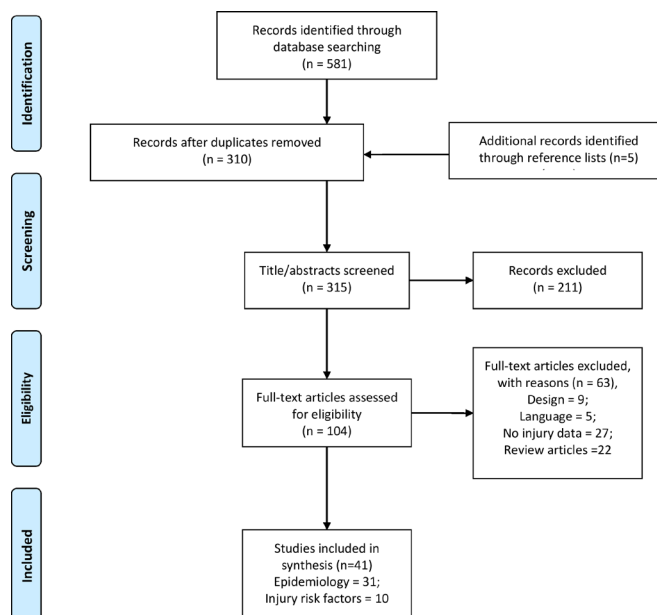 Identification
Records identified through
database searching
(n = 581)
Records after duplicates removed
(n = 310)
Additional records identified
through reference lists (n=5)
Screening
Title/abstracts screened
(n = 315)
Records excluded
(n = 211)
Eligibility
Full-text articles assessed
for eligibility
(n = 104)
Full-text articles excluded,
with reasons (n = 63),
Design = 9;
Language = 5;
No injury data = 27;
Review articles =22
Included
Studies included in
synthesis (n=41)
Epidemiology = 31;
Injury risk factors = 10